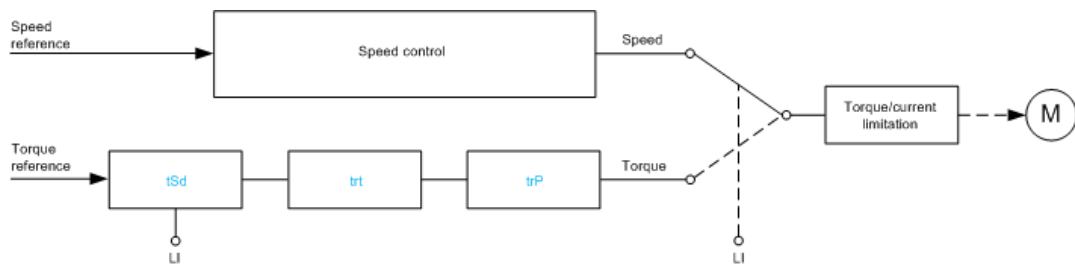 Speed
reference
Speed control
Speed
Torque/current
limitation
M
Torque
reference
tSd
trt
trP
Torque
LI
LI